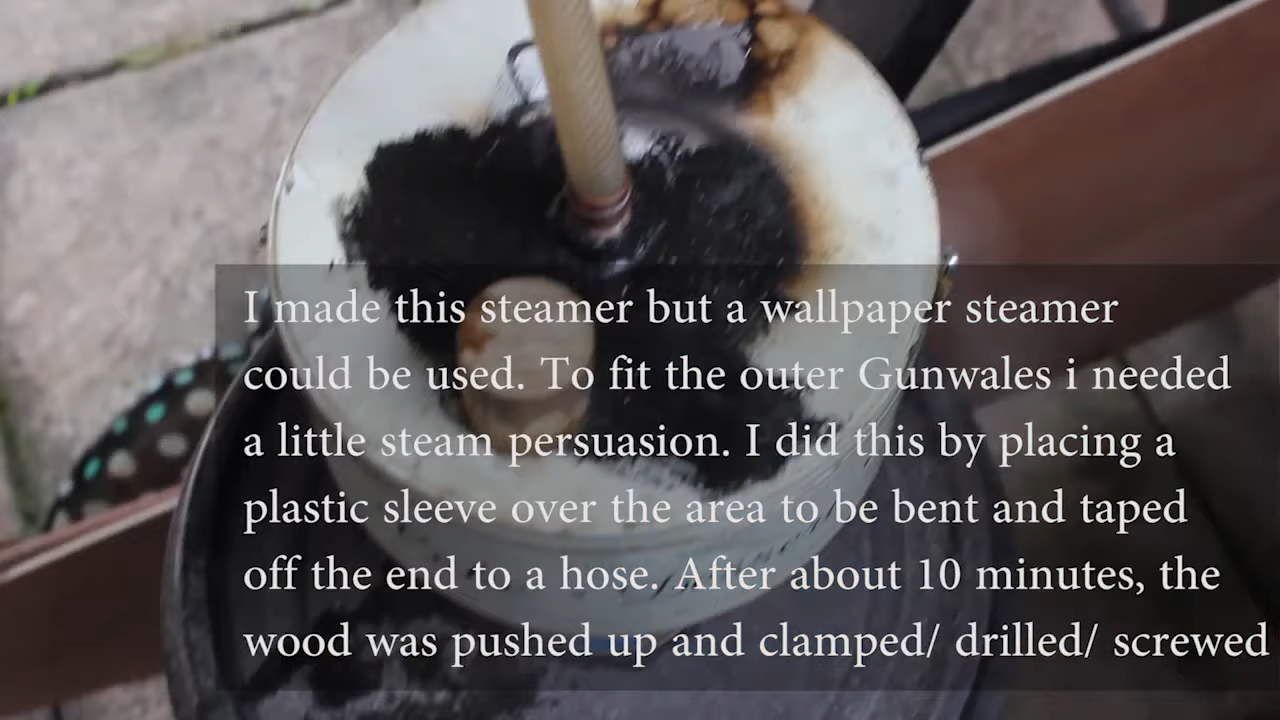 I made this steamer but a wallpaper steamer
could be used. To fit the outer Gunwales i needed
a little steam persuasion. I did this by placing a
plastic sleeve over the area to be bent and taped
off the end to a hose. After about 10 minutes, the
wood was pushed up and clamped/ drilled/ screwed